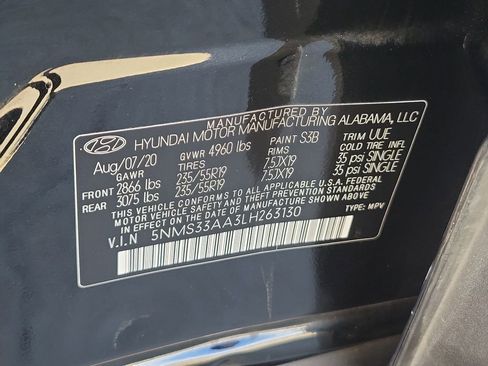 MANUFACTURED BY
HYUNDAI MOTOR MANUFACTURING ALABAMA, LLC
Aug/07/20 GVWR 4960 lbs PAINT S3B TRIM UUE
GAWR TIRES RIMS COLD TIRE INFL
FRONT 2866 lbs 235/55R19 7.5JX19 35 psi SINGLE
REAR 3075 lbs 235/55R19 7.5JX19 35 psi SINGLE
THIS VEHICLE CONFORMS TO ALL APPLICABLE U.S. FEDERAL
MOTOR VEHICLE SAFETY AND THEFT PREVENTION STANDARDS
IN EFFECT ON THE DATE OF MANUFACTURE SHOWN ABOVE.
V.I.N 5NMS33AA3LH263130 TYPE: MPV